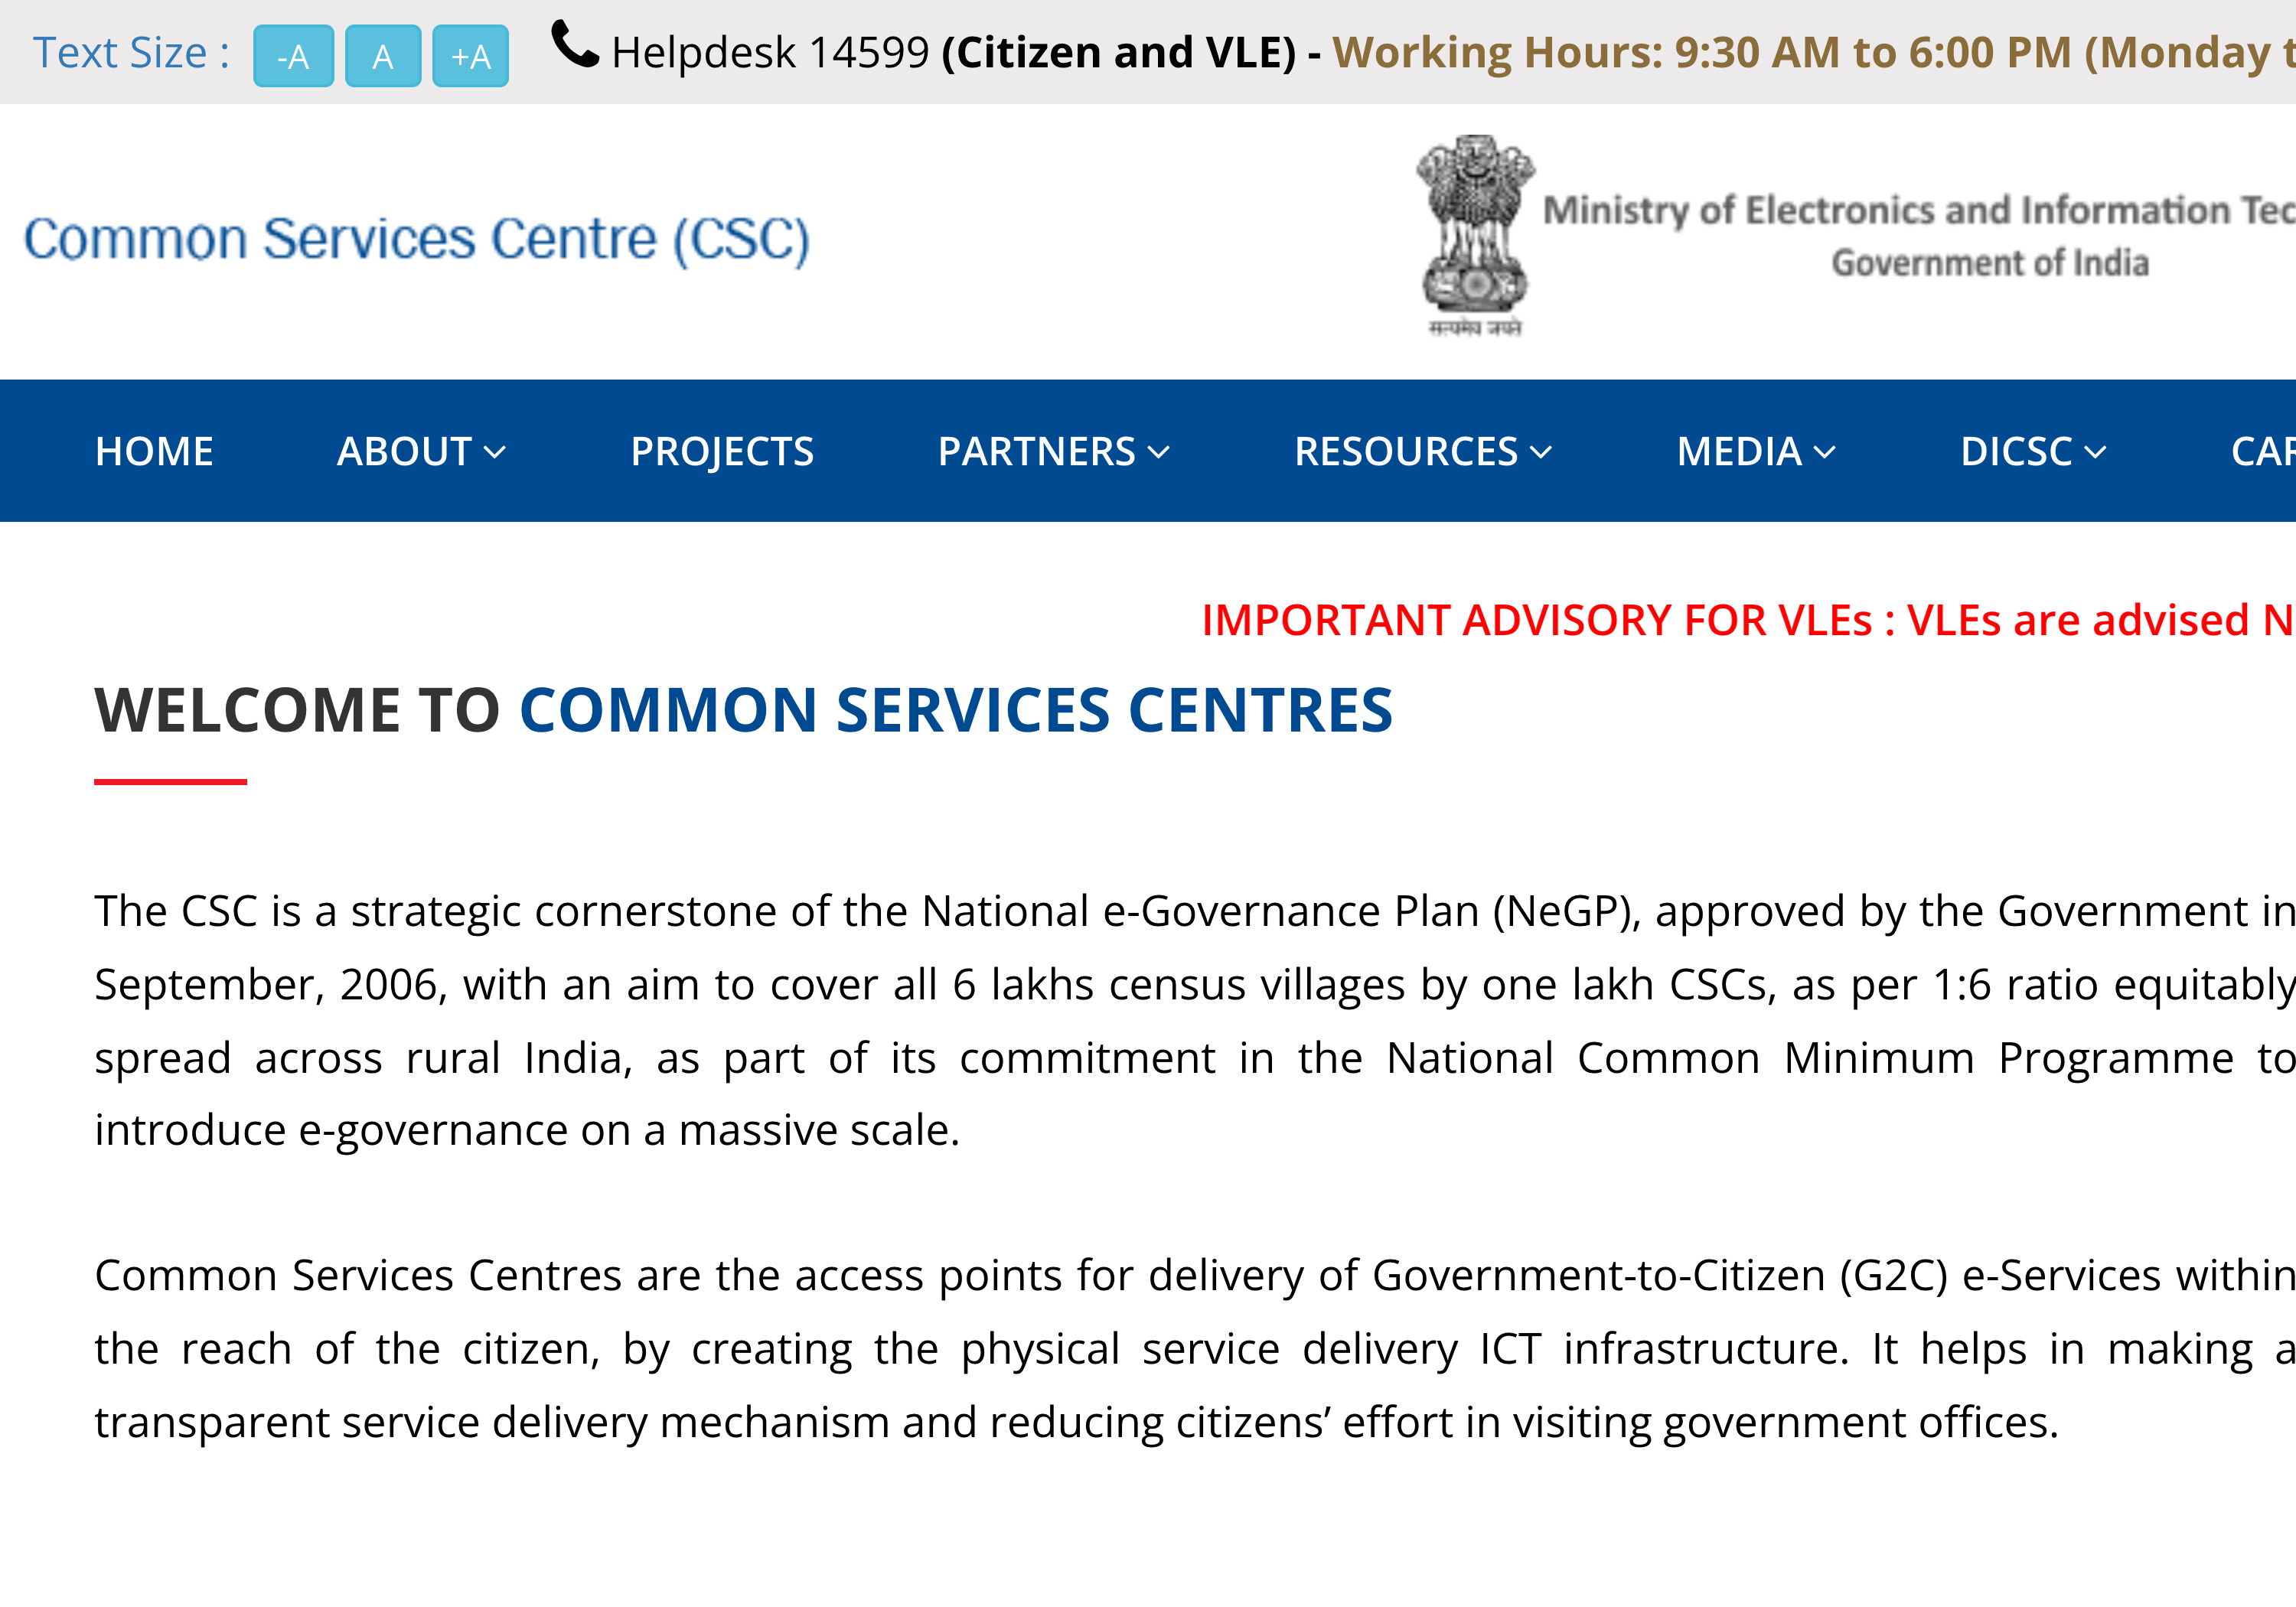 Text Size : -A A +A Helpdesk 14599 (Citizen and VLE) - Working Hours: 9:30 AM to 6:00 PM (Monday
Common Services Centre (CSC)
Ministry of Electronics and Information
Government of India
सत्यमेव जयते
HOME ABOUT PROJECTS PARTNERS RESOURCES MEDIA DICSC
IMPORTANT ADVISORY FOR VLEs : VLEs are advised
WELCOME TO COMMON SERVICES CENTRES
The CSC is a strategic cornerstone of the National e-Governance Plan (NeGP), approved by the Government in
September, 2006, with an aim to cover all 6 lakhs census villages by one lakh CSCs, as per 1:6 ratio equitably
spread across rural India, as part of its commitment in the National Common Minimum Programme to
introduce e-governance on a massive scale.
Common Services Centres are the access points for delivery of Government-to-Citizen (G2C) e-Services within
the reach of the citizen, by creating the physical service delivery ICT infrastructure. It helps in making a
transparent service delivery mechanism and reducing citizens’ effort in visiting government offices.